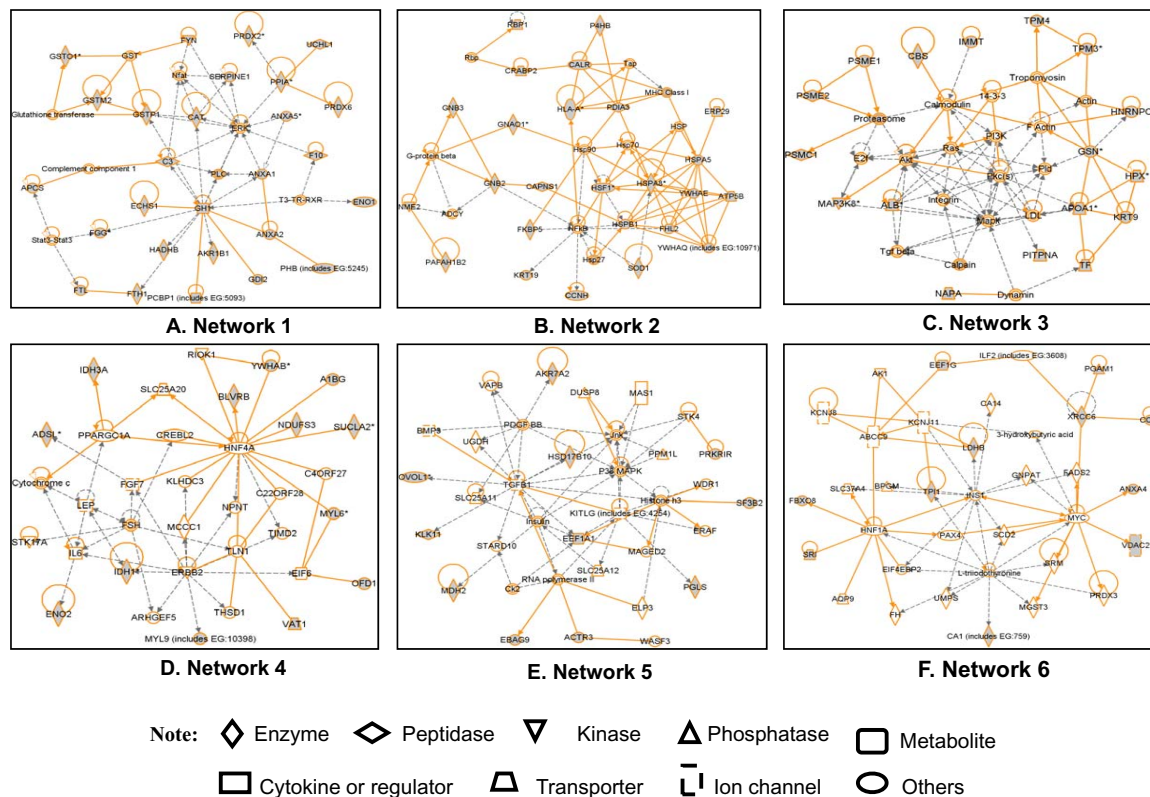 FYN
PRDX2*
GSTO1*
GST
UCHL1
Nfat
SERPINE1
PPIA*
GSTM2
PRDX6
Glutathione transferase
GSTP1
CAT
ANXA5*
ERK
C3
F10
Complement component 1
PLC
ANXA1
APCS
ECHS1
T3-TR-RXR
ENO1
GH1
Stat3-Stat3
FGG*
ANXA2
HADHB
AKR1B1
PHB (includes EG:5245)
FTL
FTH1
GDI2
PCBP1 (includes EG:5093)
A. Network 1
RBP1
P4HB
Rbp
CRABP2
CALR
Tap
MHC Class I
GNB3
HLA-A*
PDIA3
ERP29
GNAO1*
HSP
G-protein beta
Hsp90
Hsp70
HSPA5
GNB2
CAPNS1
HSF1*
HSPA8*
YWHAE
NME2
ADCY
ATP5B
FKBP5
NFkB
HSPB1
FHL2
YWHAQ (includes EG:10971)
PAFAH1B2
Hsp27
KRT19
SOD1
CCNH
B. Network 2
TPM4
PSME1
CBS
IMMT
TPM3*
PSME2
14-3-3
Tropomyosin
Calmodulin
Actin
HNRNPC
Proteasome
PI3K
F Actin
PSMC1
E2f
Akt
Ras
GSN*
Pkc(s)
Pld
HPX*
MAP3K8*
ALB1
Integrin
APOA1*
Mapk
LDL
KRT9
Tgf beta
Calpain
PITPNA
TF
NAPA
Dynamin
C. Network 3
RIOK1
IDH3A
YWHAB*
SLC25A20
BLVRB
A1BG
NDUFS3
SUCLA2*
ADSL*
PPARGC1A
CREBL2
HNF4A
Cytochrome c
FGF7
KLHDC3
C4ORF27
LEP
C22ORF28
FSH
NPNT
MYL6*
STK17A
MCCC1
TIMD2
IL6
TLN1
IDH1*
ERBB2
EIF6
OFD1
ENO2
ARHGEF5
THSD1
VAT1
MYL9 (includes EG:10398)
D. Network 4
AKR7A2
VAPB
DUSP8
MAS1
BMP3
PDGF BB
Jnk
STK4
UGDH
HSD17B10
PPM1L
PRKRIR
P38 MAPK
OVOL1*
TGFB1
WDR1
SLC25A11
Histone h3
SF3B2
KITLG (includes EG:4254)
Insulin
KLK11
EEF1A1
ERAF
STARD10
MAGED2
SLC25A12
RNA polymerase II
MDH2
Ck2
PGLS
ELP3
EBAG9
ACTR3
WASF3
E. Network 5
ILF2 (includes EG:3608)
EEF1G
PGAM1
AK1
KCNJ8
CA14
XRCC6
KCNJ11
ABCC9
3-hydroxybutyric acid
LDHB
GNPAT
FADS2
SLC37A4
BPGM
TPI1
INS1
ANXA4
FBXO8
MYC
HNF1A
PAX4
SCD2
VDAC2
SRI
EIF4EBP2
L-triiodothyronine
SRM
AQP9
FH
UMPS
MGST3
PRDX3
CA1 (includes EG:759)
F. Network 6
Note:
Enzyme
Peptidase
Kinase
Phosphatase
Metabolite
Cytokine or regulator
Transporter
Ion channel
Others